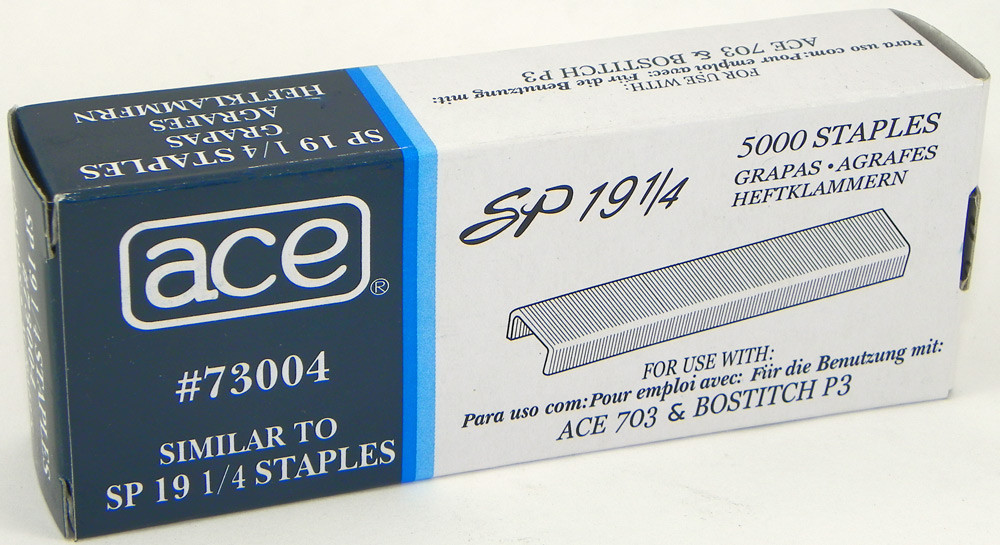 FOR USE WITH:
Para uso com:Pour emploi avec: Für die Benutzung mit:
ACE 703 & BOSTITCH P3
SP 19 1/4 STAPLES
GRAPAS
AGRAFES
HEFTKLAMMFRN
ace®
#73004
SIMILAR TO
SP 19 1/4 STAPLES
SP 19 1/4
5000 STAPLES
GRAPAS • AGRAFES
HEFTKLAMMERN
FOR USE WITH:
Para uso com:Pour emploi avec: Für die Benutzung mit:
ACE 703 & BOSTITCH P3